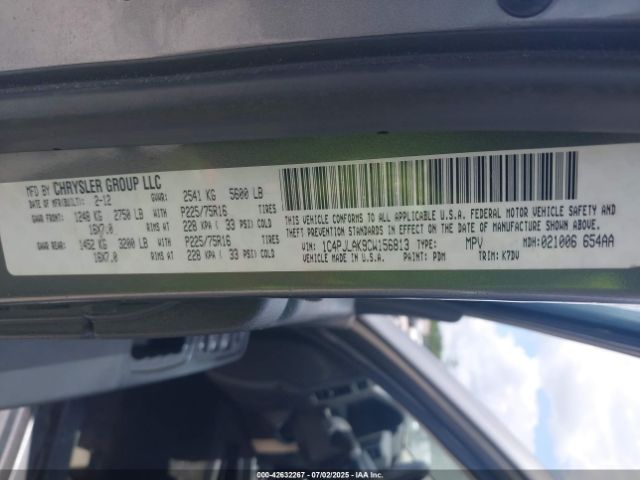 MFD BY CHRYSLER GROUP LLC
DATE OF MFR(BUILT): 2-12 GVWR: 2541 KG 5600 LB
GAWR FRONT: 1248 KG 2750 LB P225/75R16 TIRES
16X7.0 RIMS AT 228 KPA ( 33 PSI) COLD
GAWR REAR: 1452 KG 3200 LB P225/75R16 TIRES
16X7.0 RIMS WITH 228 KPA ( 33 PSI) COLD
THIS VEHICLE CONFORMS TO ALL APPLICABLE U.S.A. FEDERAL MOTOR VEHICLE SAFETY AND
THEFT PREVENTION STANDARDS IN EFFECT ON THE DATE OF MANUFACTURE SHOWN ABOVE.
VIN: 1C4PJLAK9CW156813 TYPE: MPV MDH: 021006 654AA
VEHICLE MADE IN U.S.A. PAINT: PDM TRIM: K7DV
000-42632267 - 07/02/2025 - © IAA Inc.